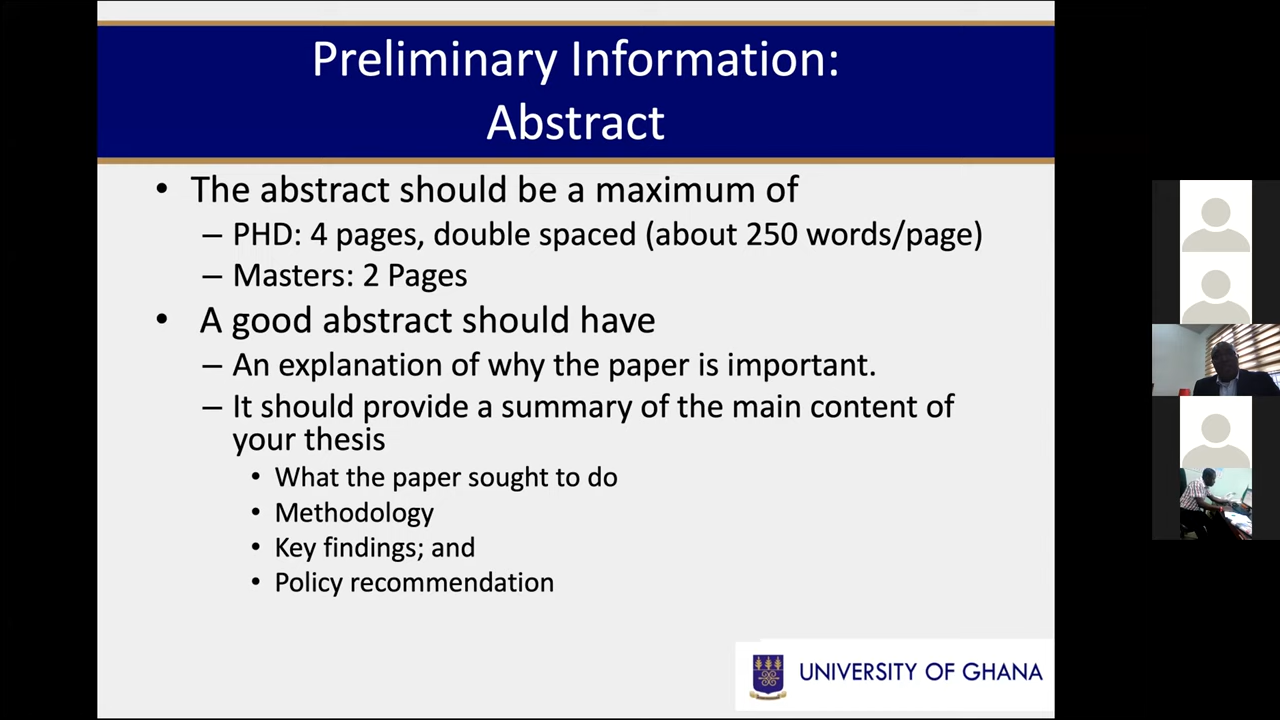 Preliminary Information:
Abstract
• The abstract should be a maximum of
– PHD: 4 pages, double spaced (about 250 words/page)
– Masters: 2 Pages
• A good abstract should have
– An explanation of why the paper is important.
– It should provide a summary of the main content of
your thesis
• What the paper sought to do
• Methodology
• Key findings; and
• Policy recommendation
UNIVERSITY OF GHANA